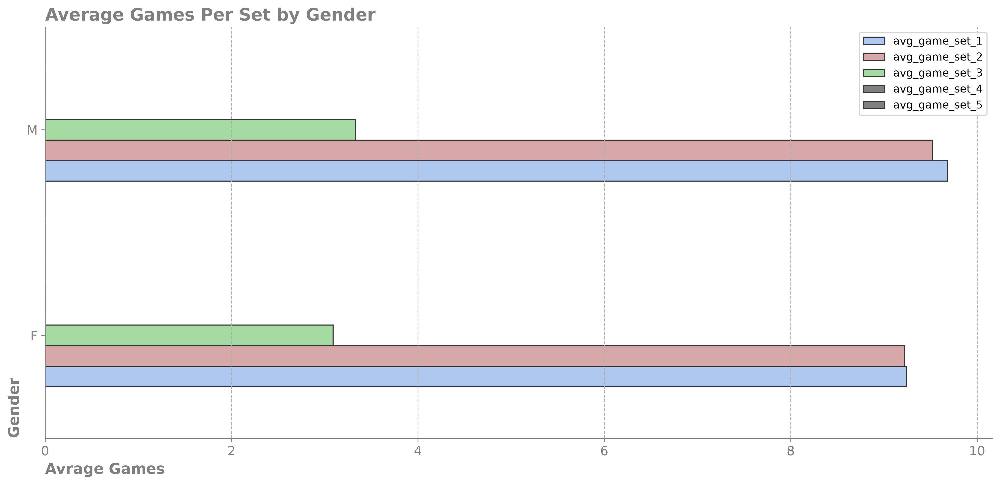 Average Games Per Set by Gender
avg_game_set_1
avg_game_set_2
avg_game_set_3
avg_game_set_4
avg_game_set_5
M
F
Gender
0 2 4 6 8 10
Avrage Games